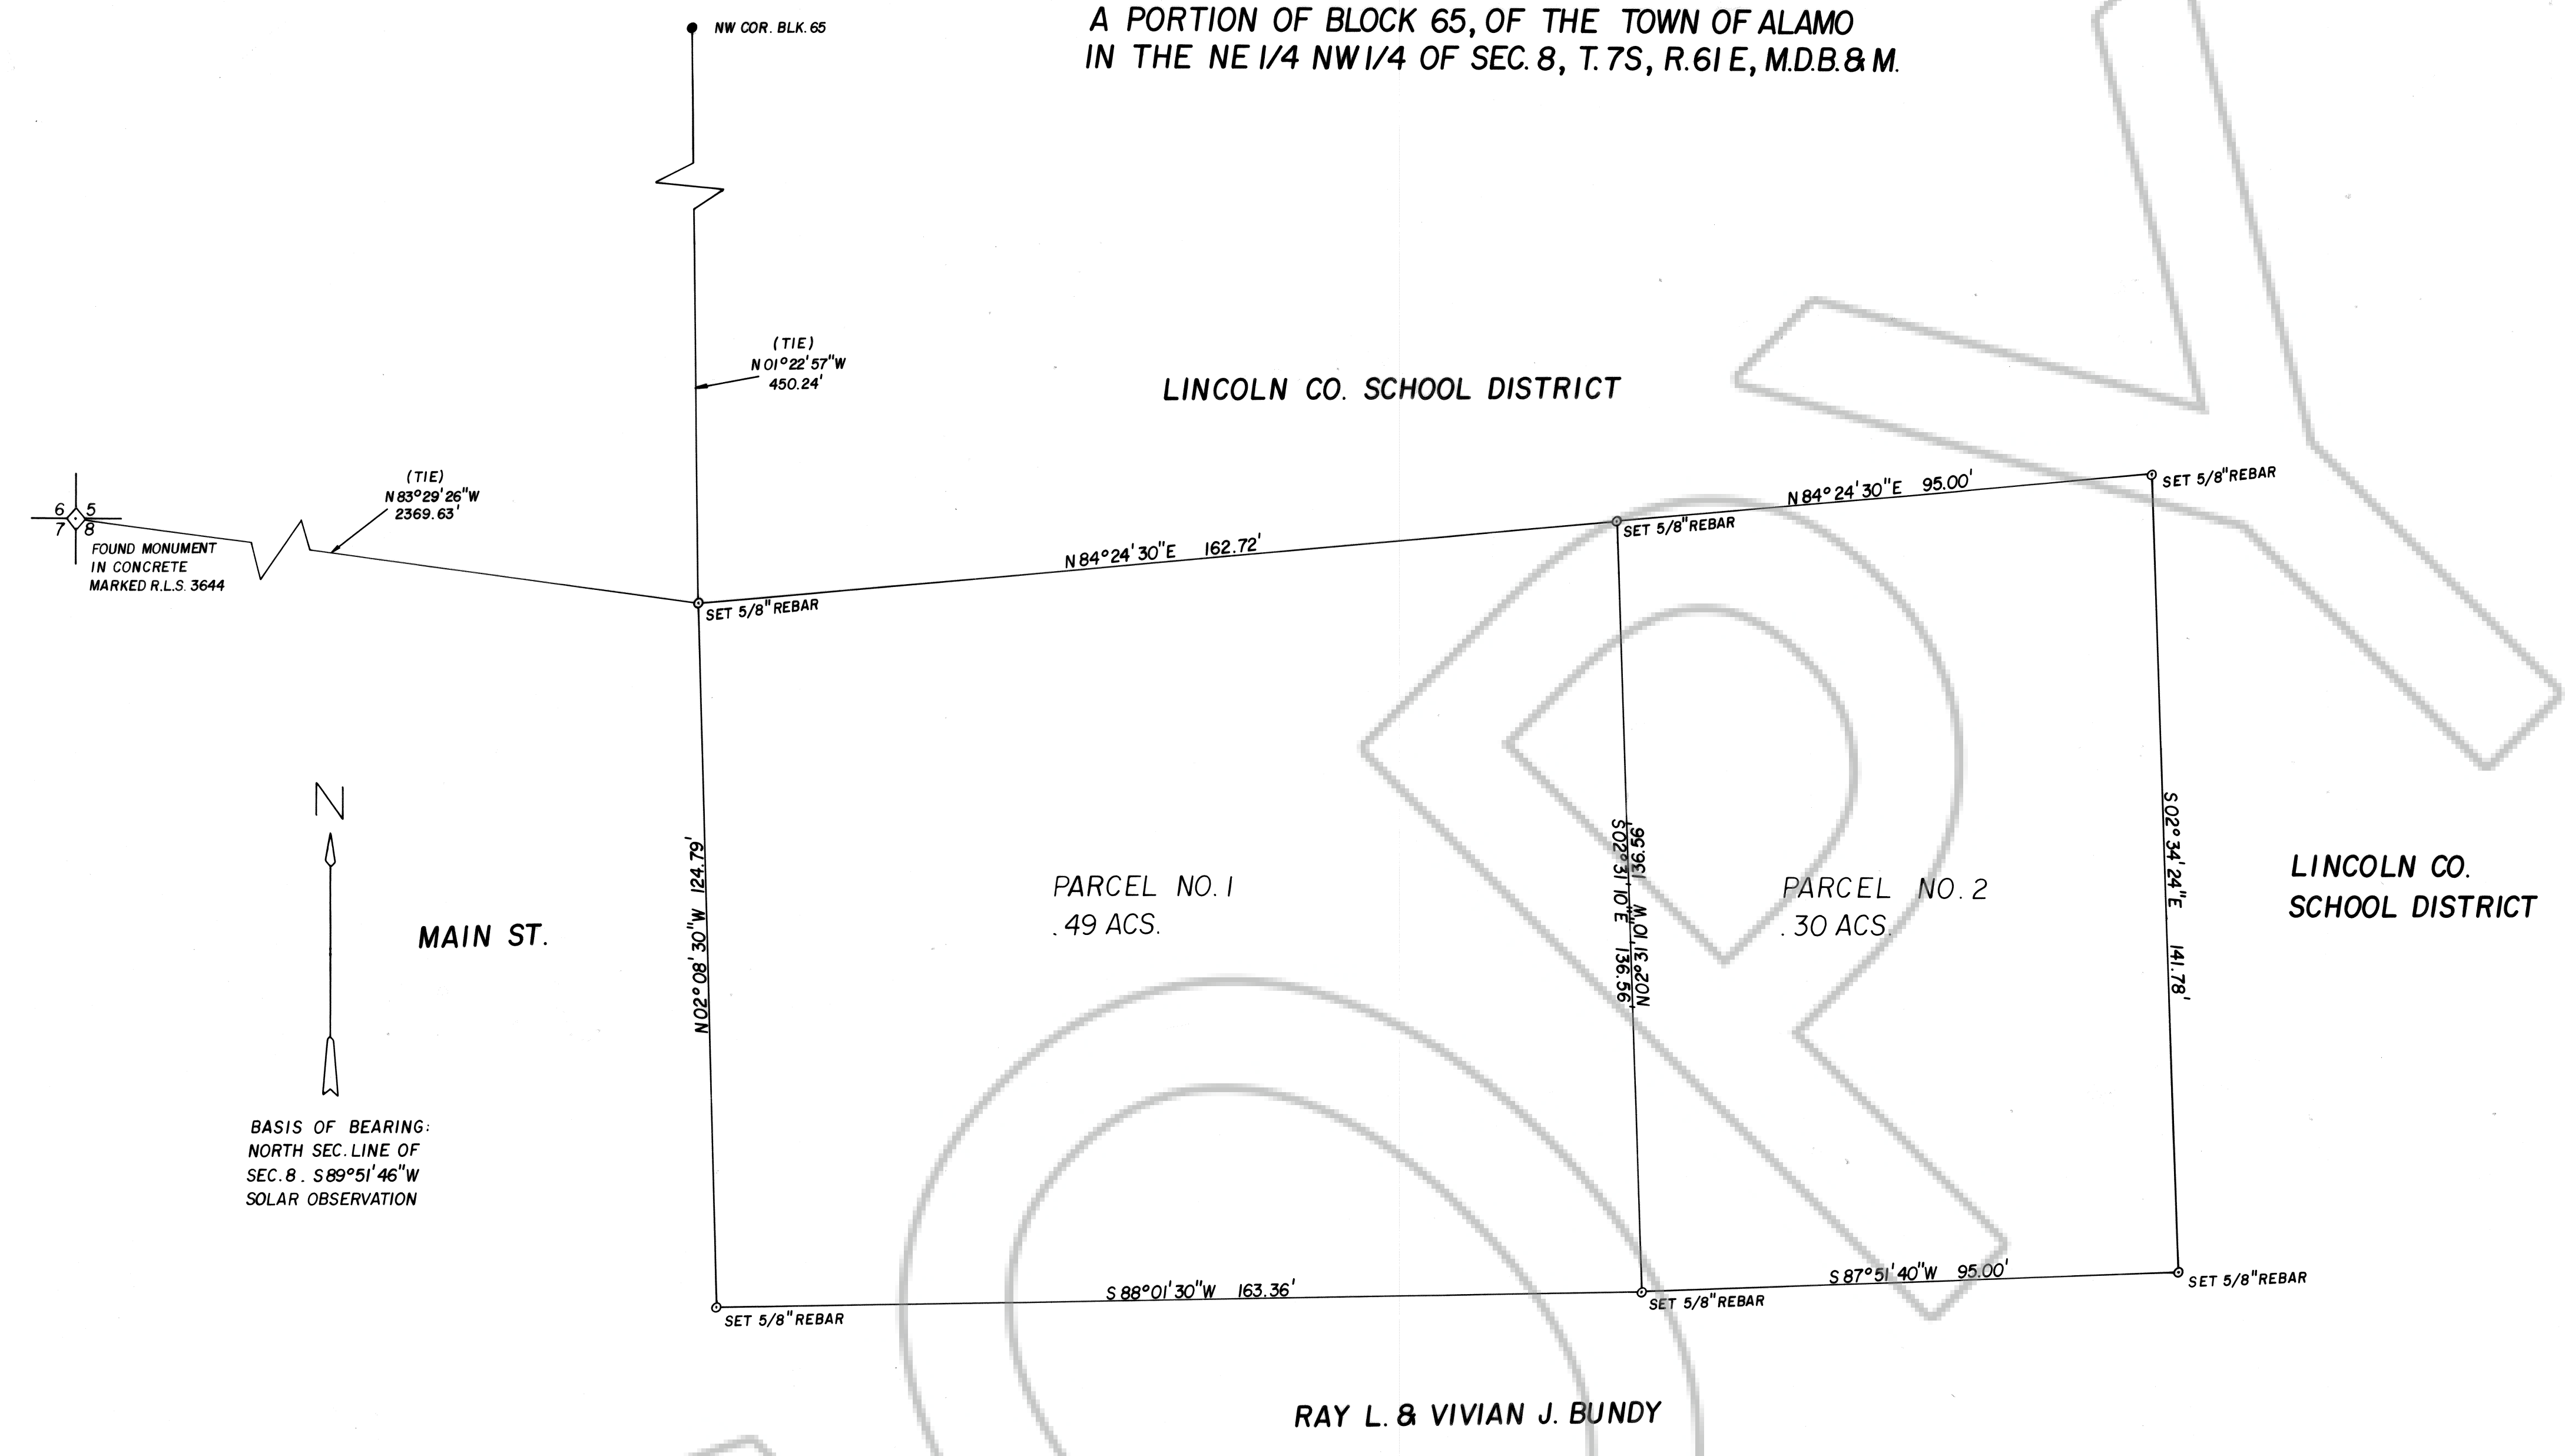 A PORTION OF BLOCK 65, OF THE TOWN OF ALAMO
IN THE NE 1/4 NW 1/4 OF SEC. 8, T. 7S, R. 61 E, M.D.B. & M.
NW COR. BLK. 65
(TIE)
N 01° 22' 57" W
450.24'
LINCOLN CO. SCHOOL DISTRICT
(TIE)
N 83° 29' 26" W
2369.63'
6 5
7 8
FOUND MONUMENT
IN CONCRETE
MARKED R.L.S. 3644
N 84° 24' 30" E 95.00'
SET 5/8" REBAR
SET 5/8" REBAR
N 84° 24' 30" E 162.72'
SET 5/8" REBAR
N
N 02° 08' 30" W 124.79'
S 02° 31' 10" E 136.56'
N 02° 31' 10" W 136.56'
S 02° 34' 24" E 141.78'
MAIN ST.
PARCEL NO. 1
.49 ACS.
PARCEL NO. 2
.30 ACS.
LINCOLN CO.
SCHOOL DISTRICT
BASIS OF BEARING:
NORTH SEC. LINE OF
SEC. 8. S 89° 51' 46" W
SOLAR OBSERVATION
S 88° 01' 30" W 163.36'
S 87° 51' 40" W 95.00'
SET 5/8" REBAR
SET 5/8" REBAR
SET 5/8" REBAR
RAY L. & VIVIAN J. BUNDY